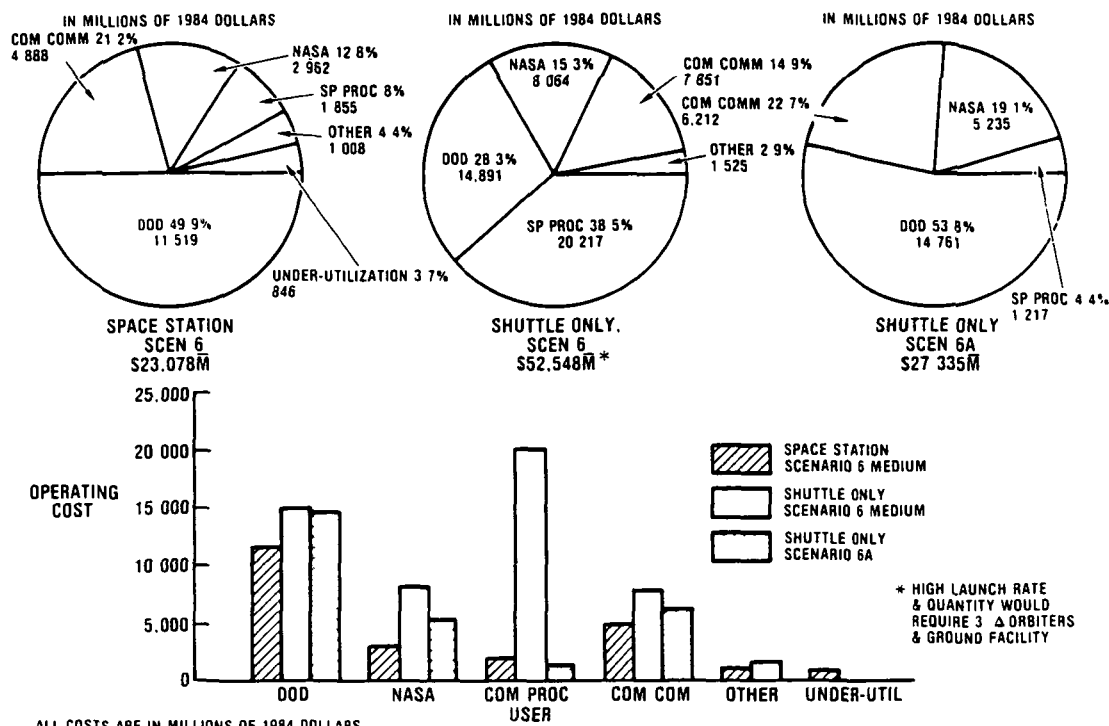 IN MILLIONS OF 1984 DOLLARS
COM COMM 21 2%
4 888
NASA 12 8%
2 962
SP PROC 8%
1 855
OTHER 4 4%
1 008
DOD 49 9%
11 519
UNDER-UTILIZATION 3 7%
846
SPACE STATION
SCEN 6
$23.078M̅
IN MILLIONS OF 1984 DOLLARS
NASA 15 3%
8 064
COM COMM 14 9%
7 851
OTHER 2 9%
1 525
DOD 28 3%
14,891
SP PROC 38 5%
20 217
SHUTTLE ONLY.
SCEN 6
$52,548M̅ *
IN MILLIONS OF 1984 DOLLARS
COM COMM 22 7%
6,212
NASA 19 1%
5 235
DOD 53 8%
14 761
SP PROC 4 4%
1 217
SHUTTLE ONLY
SCEN 6A
$27 335M̅
OPERATING
COST
25.000
20 000
15 000
10 000
5.000
0
DOD
NASA
COM PROC
COM COM
OTHER
UNDER-UTIL
USER
SPACE STATION
SCENARIO 6 MEDIUM
SHUTTLE ONLY
SCENARIO 6 MEDIUM
SHUTTLE ONLY
SCENARIO 6A
* HIGH LAUNCH RATE
& QUANTITY WOULD
REQUIRE 3 Δ ORBITERS
& GROUND FACILITY
ALL COSTS ARE IN MILLIONS OF 1984 DOLLARS